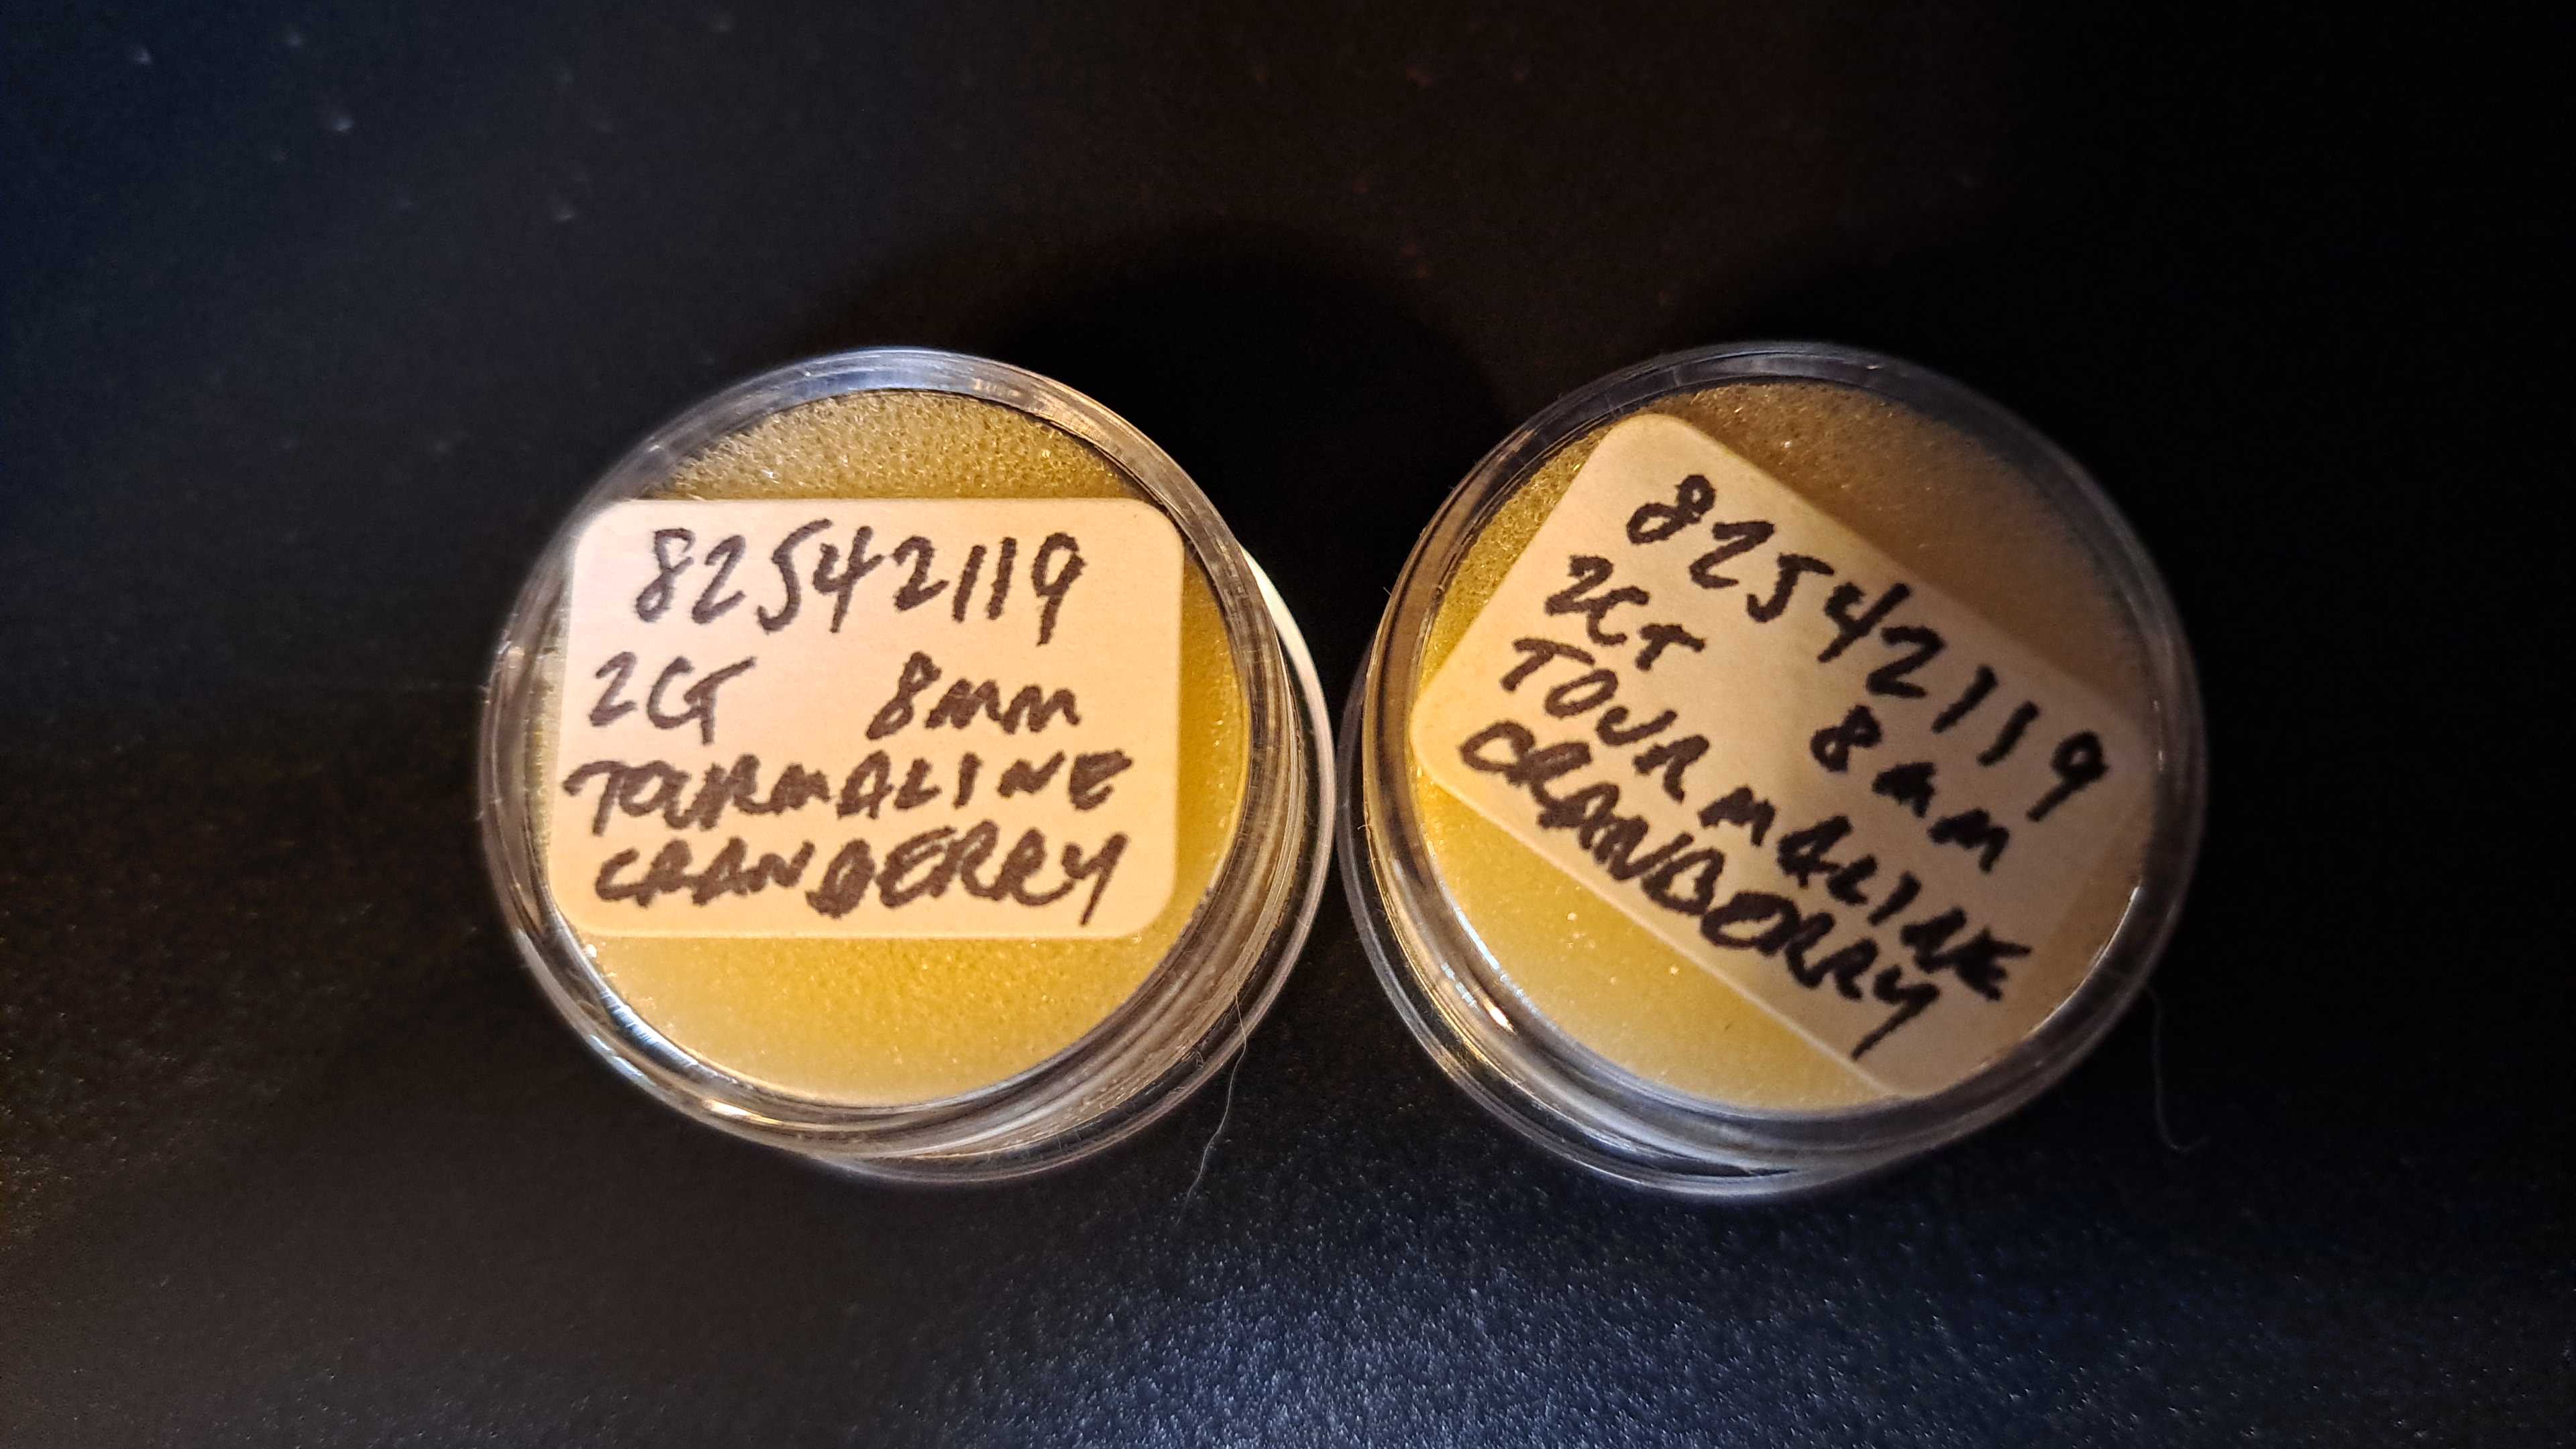 82542119
2CT 8mm
TOURMALINE
CRANBERRY
82542119
2CT 8mm
TOURMALINE
CRANBERRY